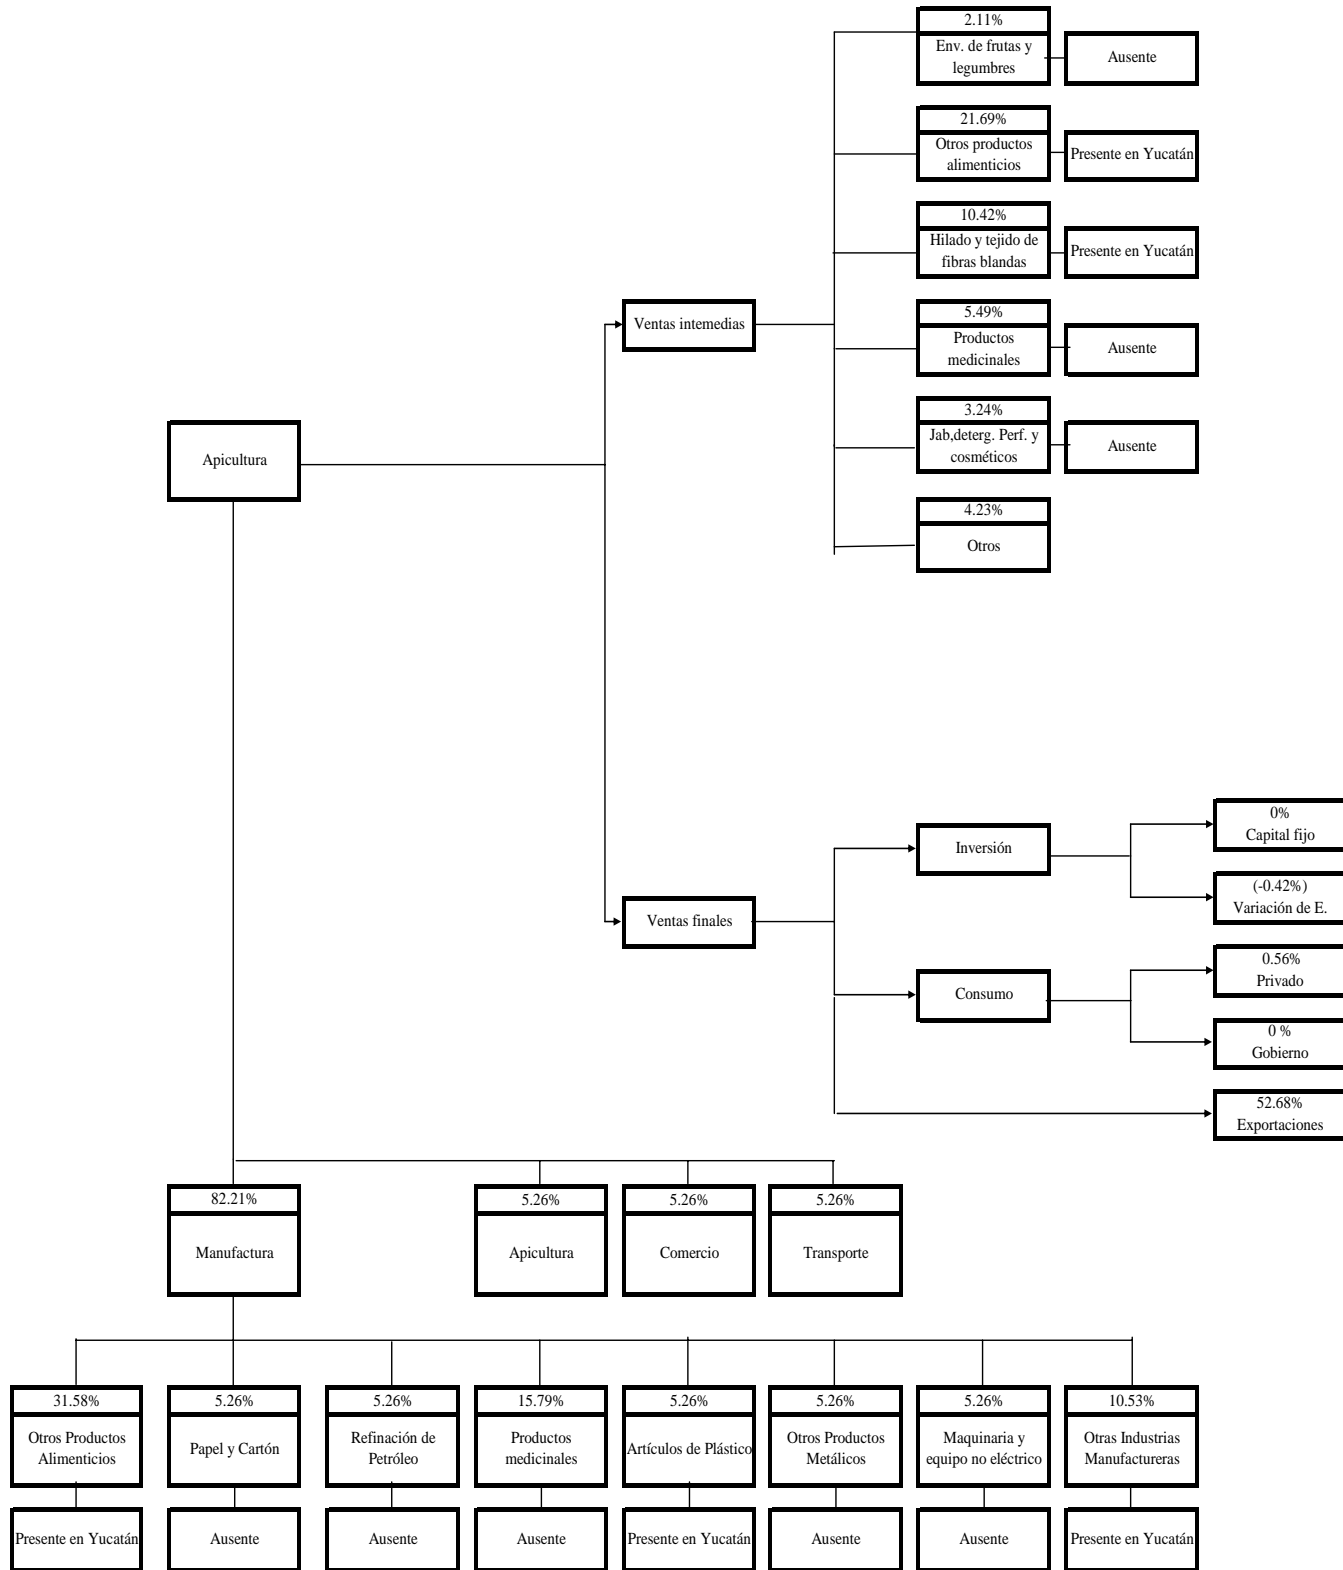 2.11%
Env. de frutas y
legumbres
Ausente
21.69%
Otros productos
alimenticios
Presente en Yucatán
10.42%
Hilado y tejido de
fibras blandas
Presente en Yucatán
Ventas intemedias
5.49%
Productos
medicinales
Ausente
3.24%
Jab,deterg. Perf. y
cosméticos
Ausente
Apicultura
4.23%
Otros
0%
Capital fijo
Inversión
(-0.42%)
Variación de E.
Ventas finales
0.56%
Privado
Consumo
0 %
Gobierno
52.68%
Exportaciones
82.21%
Manufactura
5.26%
Apicultura
5.26%
Comercio
5.26%
Transporte
31.58%
Otros Productos
Alimenticios
Presente en Yucatán
5.26%
Papel y Cartón
Ausente
5.26%
Refinación de
Petróleo
Ausente
15.79%
Productos
medicinales
Ausente
5.26%
Artículos de Plástico
Presente en Yucatán
5.26%
Otros Productos
Metálicos
Ausente
5.26%
Maquinaria y
equipo no eléctrico
Ausente
10.53%
Otras Industrias
Manufactureras
Presente en Yucatán